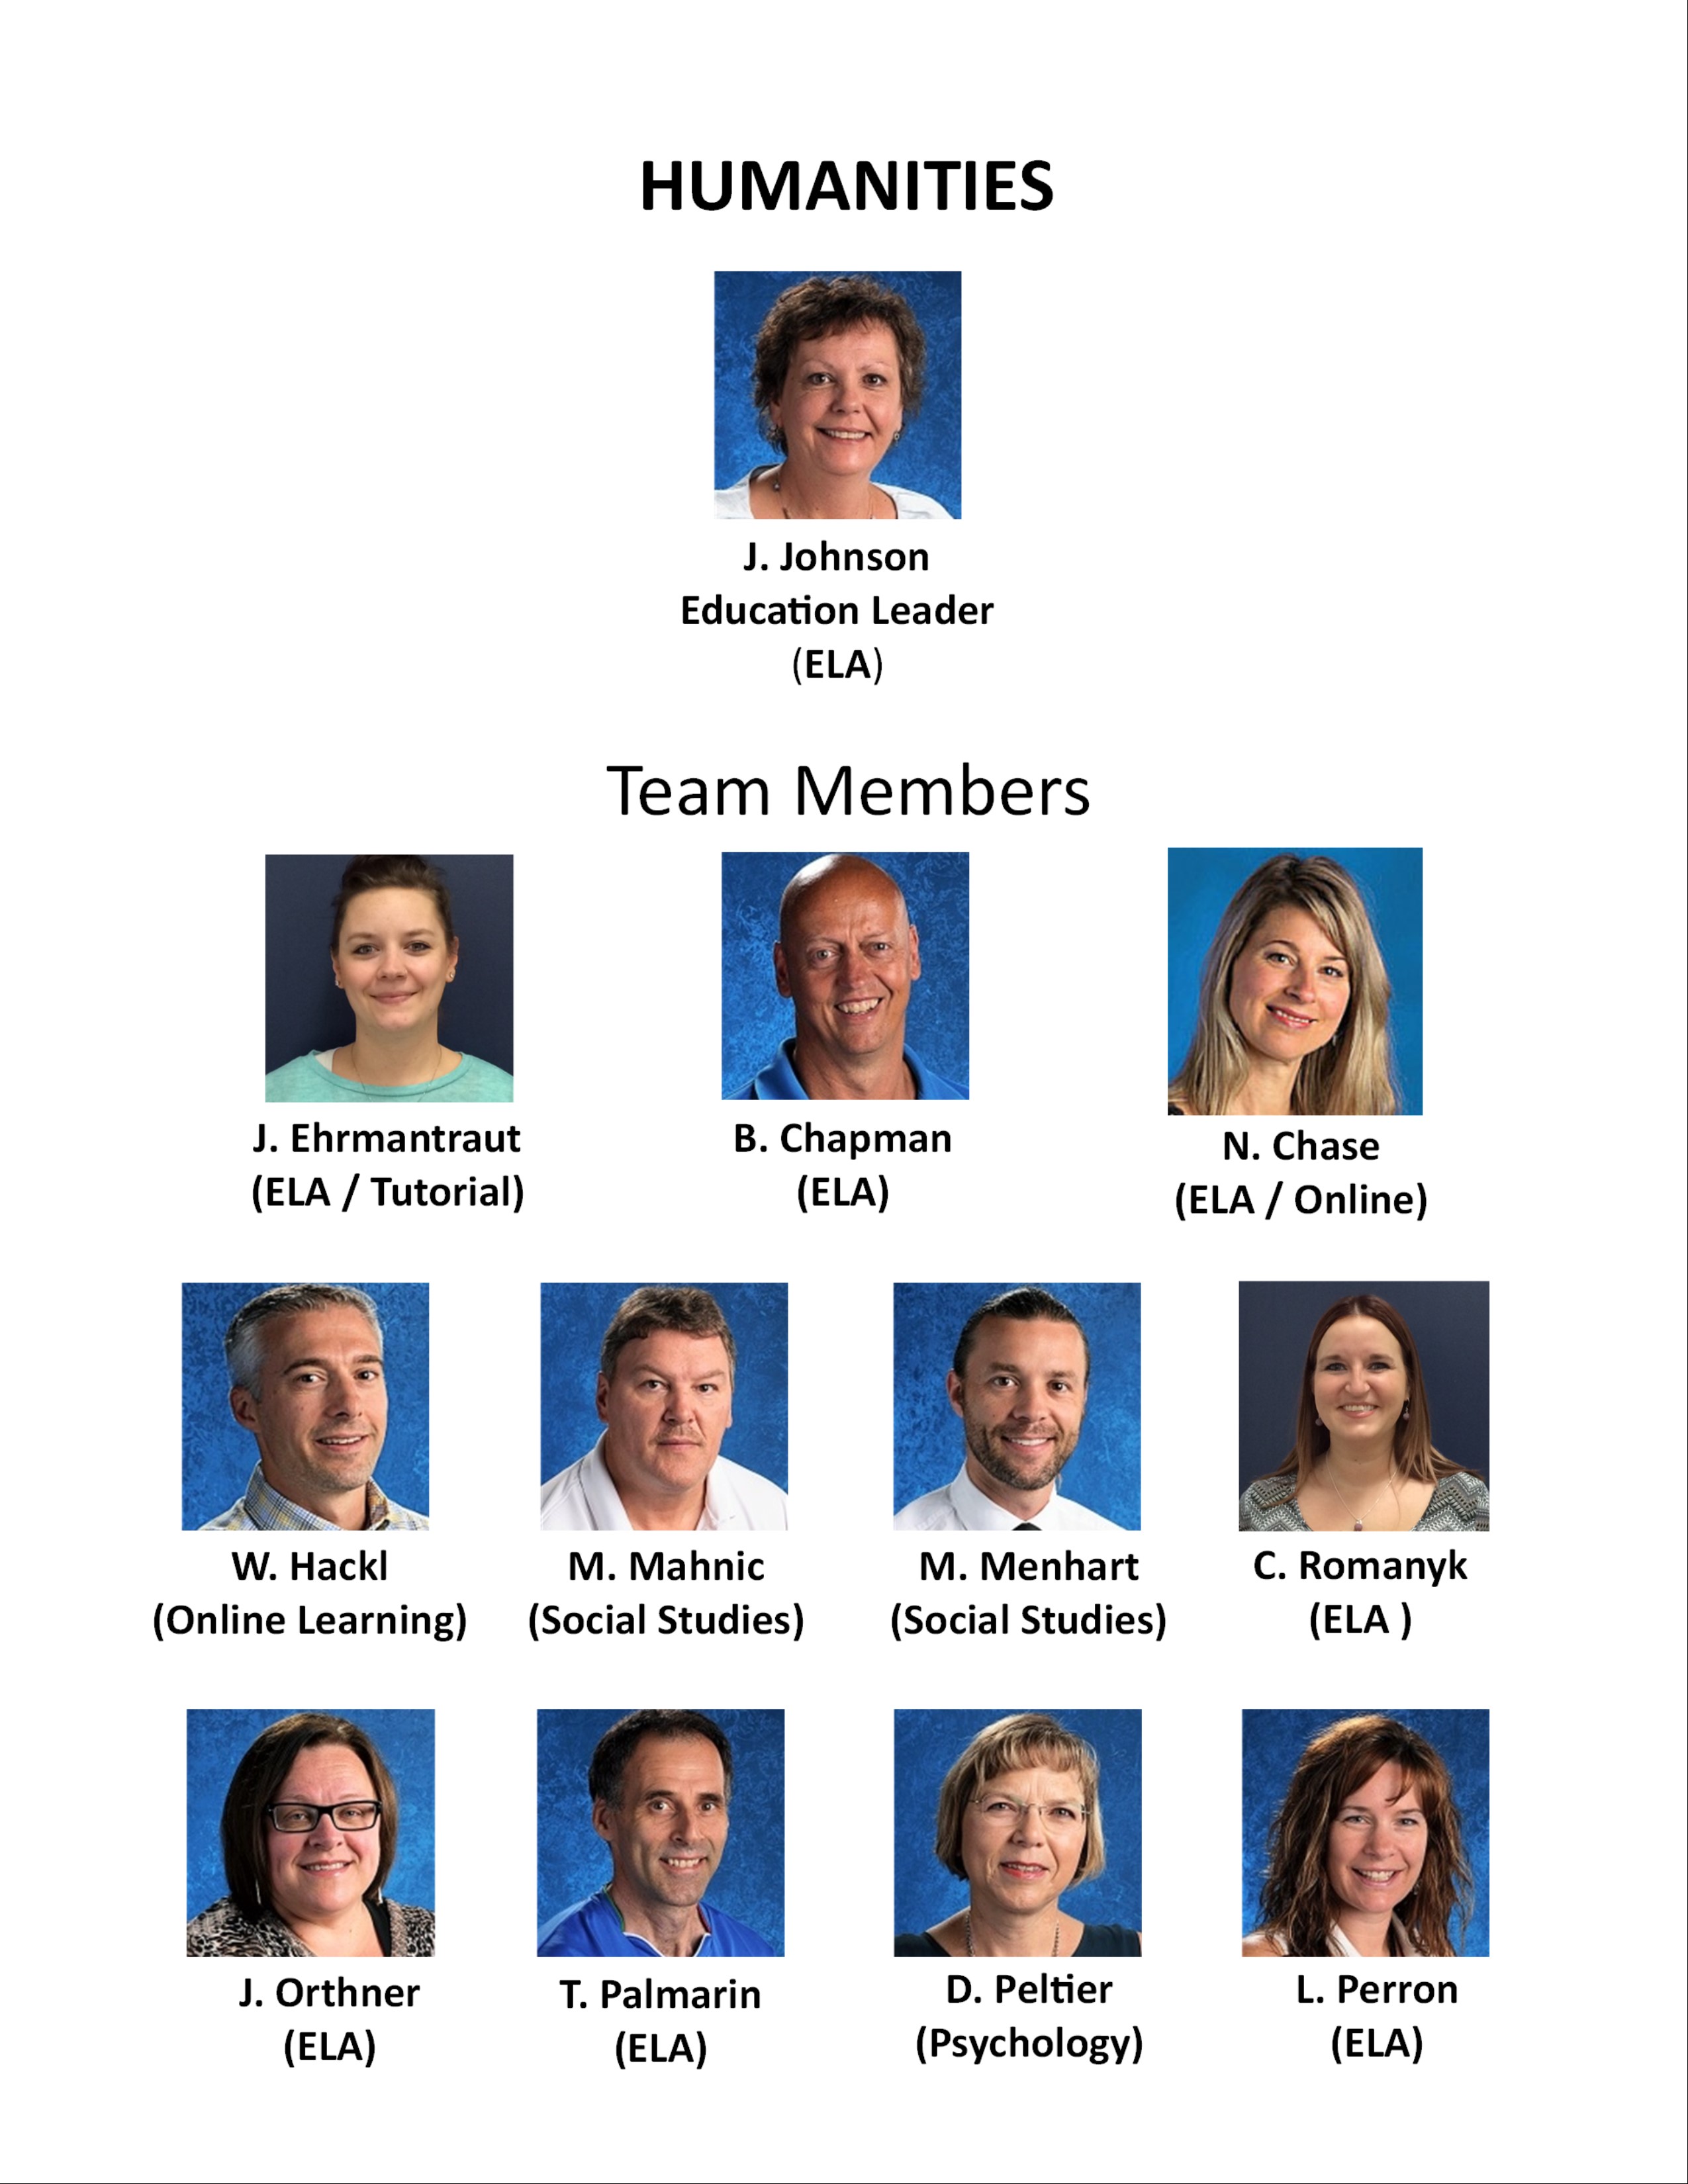 HUMANITIES
J. Johnson
Education Leader
(ELA)
Team Members
J. Ehrmantraut
(ELA / Tutorial)
B. Chapman
(ELA)
N. Chase
(ELA / Online)
W. Hackl
(Online Learning)
M. Mahnic
(Social Studies)
M. Menhart
(Social Studies)
C. Romanyk
(ELA )
J. Orthner
(ELA)
T. Palmarin
(ELA)
D. Peltier
(Psychology)
L. Perron
(ELA)